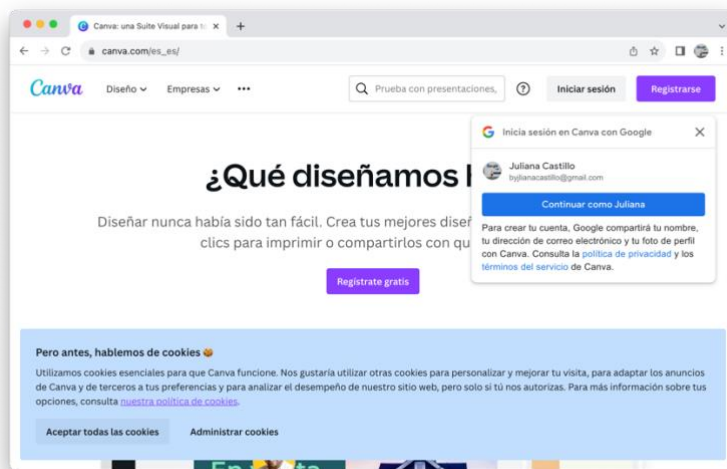 Canva: una Suite Visual para to
canva.com/es_es/
Canva
Diseño
Empresas
Prueba con presentaciones,
Iniciar sesión
Registrarse
Inicia sesión en Canva con Google
Juliana Castillo
byjlianacastillo@gmail.com
Continuar como Juliana
Para crear tu cuenta, Google compartirá tu nombre,
tu dirección de correo electrónico y tu foto de perfil
con Canva. Consulta la política de privacidad y los
términos del servicio de Canva.
¿Qué diseñamos
Diseñar nunca había sido tan fácil. Crea tus mejores
clics para imprimir o compartirlos con
Regístrate gratis
Pero antes, hablemos de cookies
Utilizamos cookies esenciales para que Canva funcione. Nos gustaría utilizar otras cookies para personalizar y mejorar tu visita, para adaptar los anuncios
de Canva y de terceros a tus preferencias y para analizar el desempeño de nuestro sitio web, pero solo si tú nos autorizas. Para más información sobre tus
opciones, consulta nuestra política de cookies.
Aceptar todas las cookies
Administrar cookies